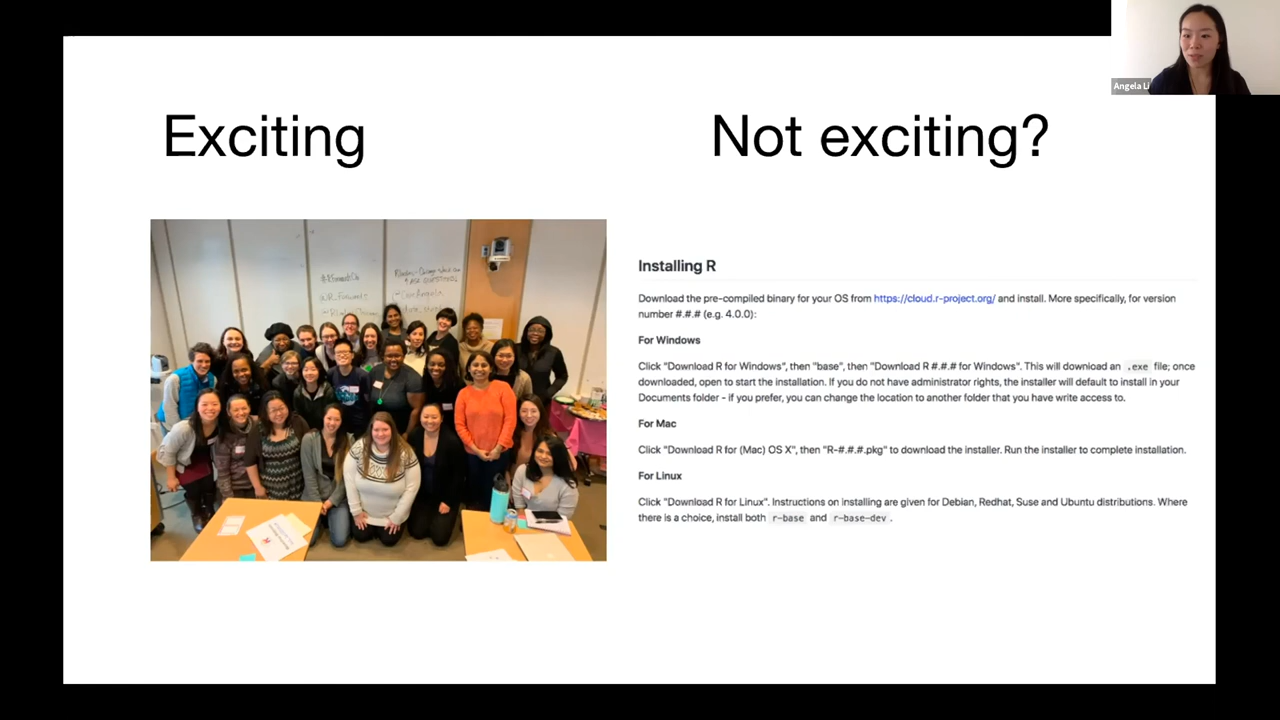 Angela Li
Exciting
Not exciting?
Installing R
Download the pre-compiled binary for your OS from https://cloud.r-project.org/ and install. More specifically, for version
number #.#.# (e.g. 4.0.0):
For Windows
Click "Download R for Windows", then "base", then "Download R #.#.# for Windows". This will download an .exe file; once
downloaded, open to start the installation. If you do not have administrator rights, the installer will default to install in your
Documents folder - if you prefer, you can change the location to another folder that you have write access to.
For Mac
Click "Download R for (Mac) OS X", then "R-#.#.#.pkg" to download the installer. Run the installer to complete installation.
For Linux
Click "Download R for Linux". Instructions on installing are given for Debian, Redhat, Suse and Ubuntu distributions. Where
there is a choice, install both r-base and r-base-dev .